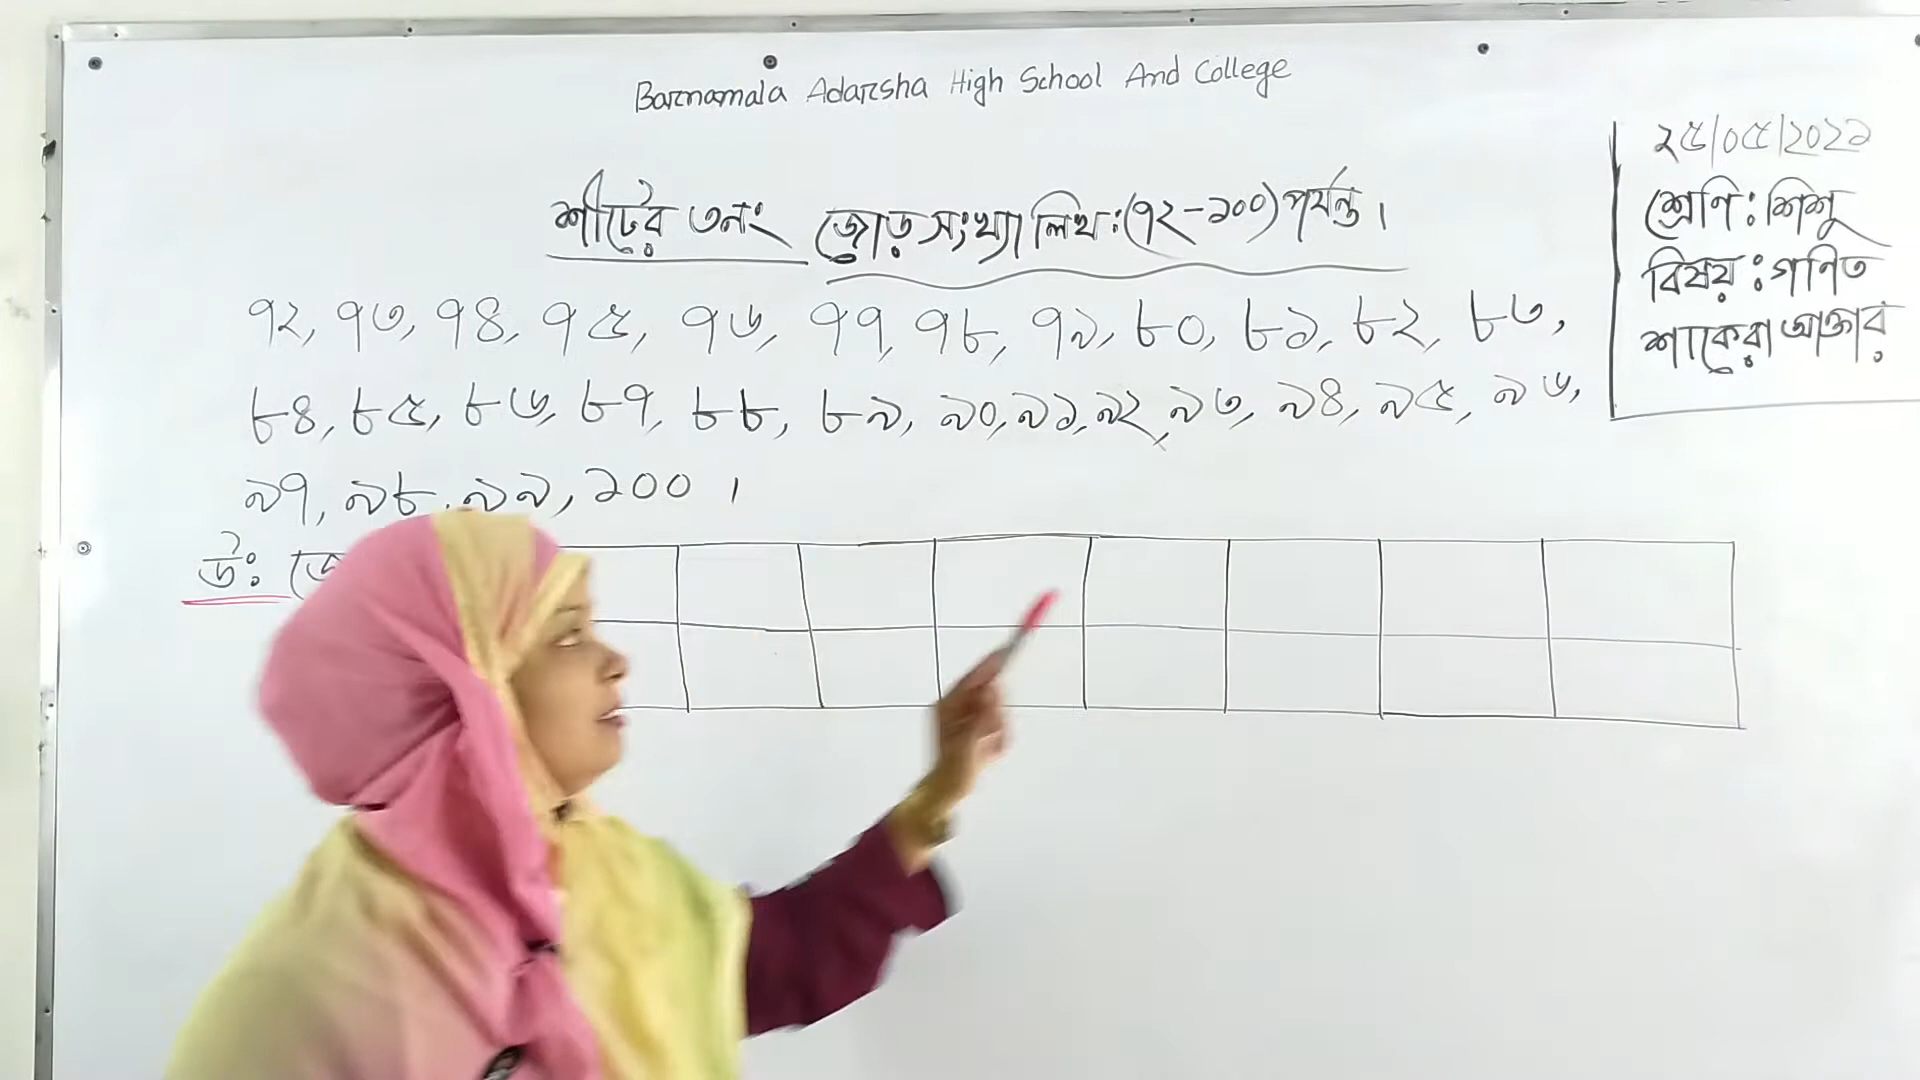 Barnamala Adarsha High School And College
২৫/০৫/২০২১
শ্রেণি: শিশু
বিষয়: গণিত
শাকেরা আক্তার
শীটের ৩নং জোড় সংখ্যা লিখ: (৭২-১০০) পর্যন্ত।
৭২, ৭৩, ৭৪, ৭৫, ৭৬, ৭৭, ৭৮, ৭৯, ৮০, ৮১, ৮২, ৮৩,
৮৪, ৮৫, ৮৬, ৮৭, ৮৮, ৮৯, ৯০, ৯১, ৯২, ৯৩, ৯৪, ৯৫, ৯৬,
৯৭, ৯৮, ৯৯, ১০০।
উঃ